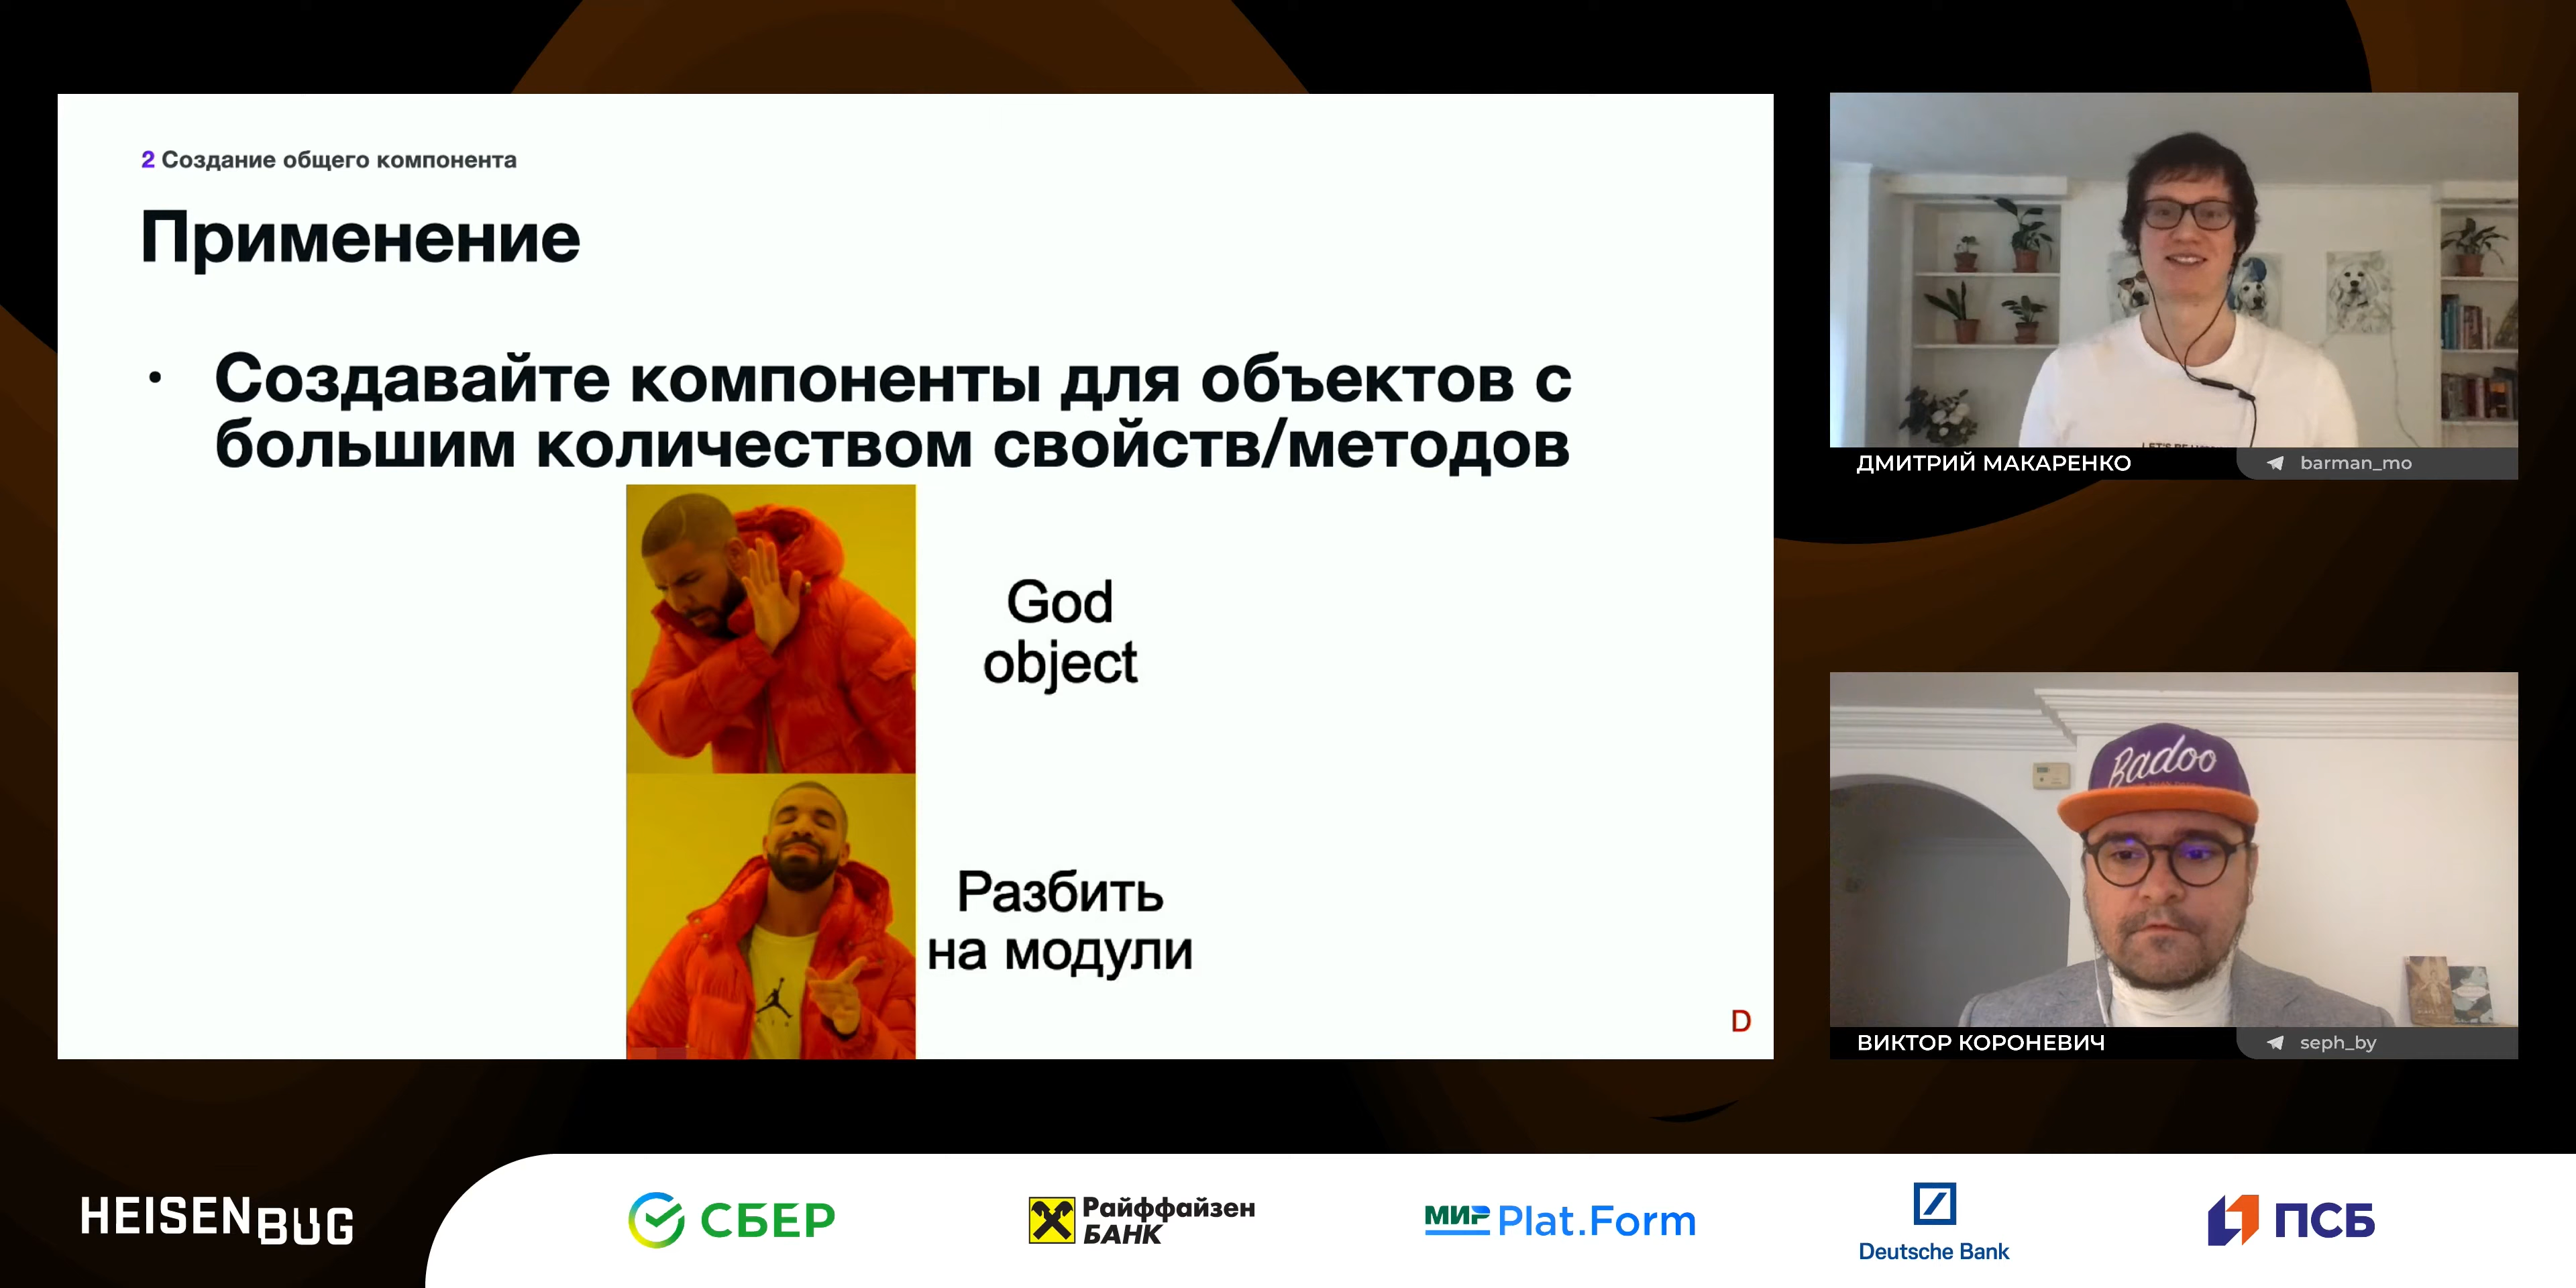 2 Создание общего компонента
Применение
• Создавайте компоненты для объектов с
большим количеством свойств/методов
God
object
Разбить
на модули
D
ДМИТРИЙ МАКАРЕНКО
barman_mo
Badoo
ВИКТОР КОРОНЕВИЧ
seph_by
HEISENBUG
СБЕР
Райффайзен
БАНК
МИР Plat.Form
Deutsche Bank
ПСБ